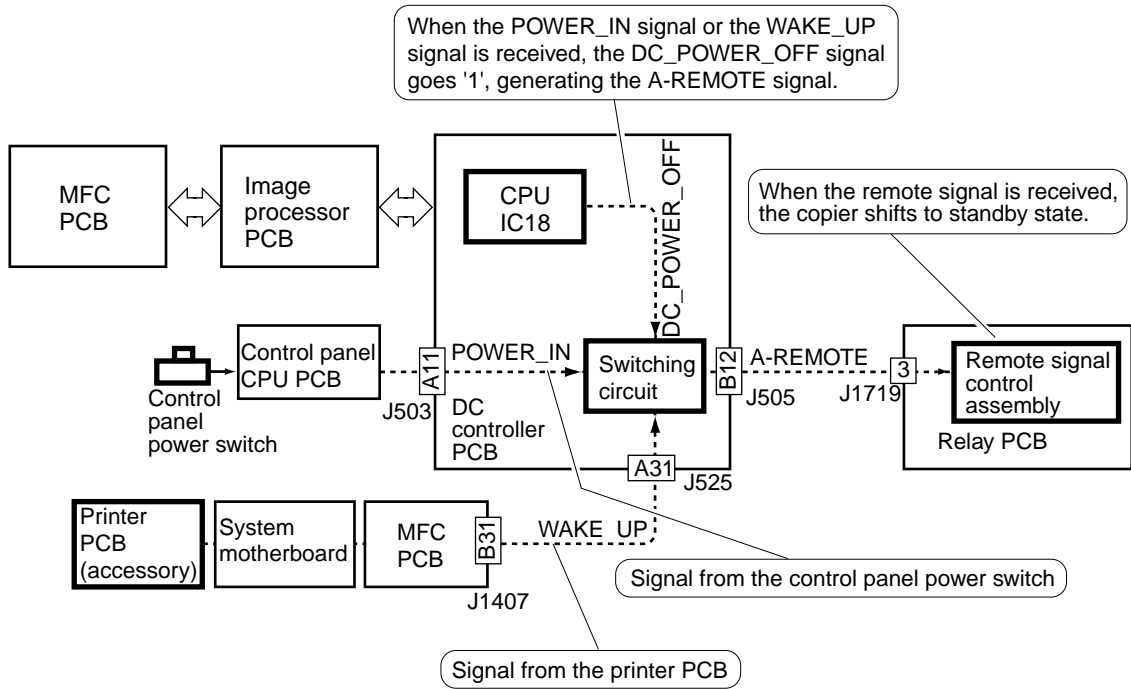 When the POWER_IN signal or the WAKE_UP
signal is received, the DC_POWER_OFF signal
goes '1', generating the A-REMOTE signal.
MFC
PCB
Image
processor
PCB
CPU
IC18
DC_POWER_OFF
When the remote signal is received,
the copier shifts to standby state.
Control panel
CPU PCB
Control
panel
power switch
A11
J503
POWER_IN
DC
controller
PCB
Switching
circuit
B12
J505
A-REMOTE
J1719
3
Remote signal
control
assembly
Relay PCB
A31
J525
Printer
PCB
(accessory)
System
motherboard
MFC
PCB
B31
J1407
WAKE_UP
Signal from the control panel power switch
Signal from the printer PCB